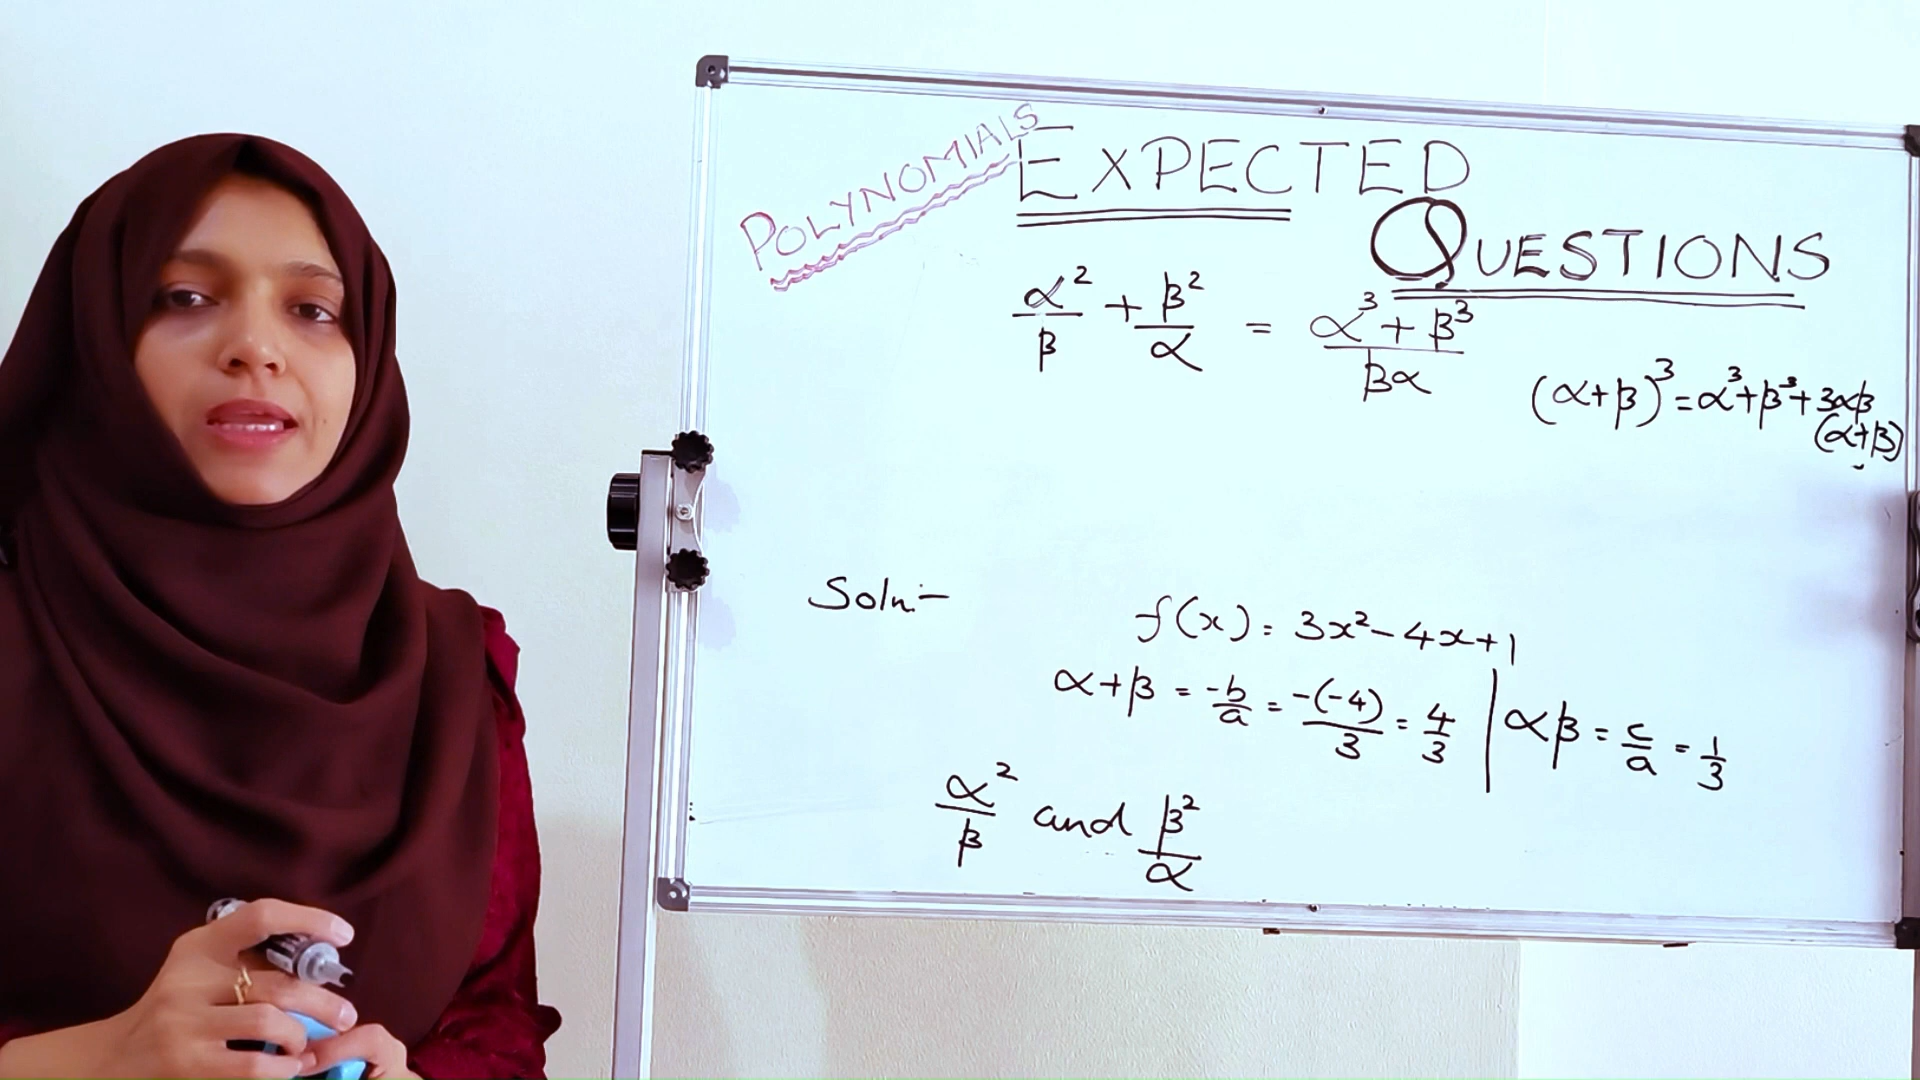 POLYNOMIALS
EXPECTED
QUESTIONS
α²/β + β²/α = α³+β³/βα
(α+β)³ = α³+β³+3αβ
(α+β)
Soln:-
f(x) = 3x²-4x+1
α+β = -b/a = -(-4)/3 = 4/3 | αβ = c/a = 1/3
α²/β and β²/α